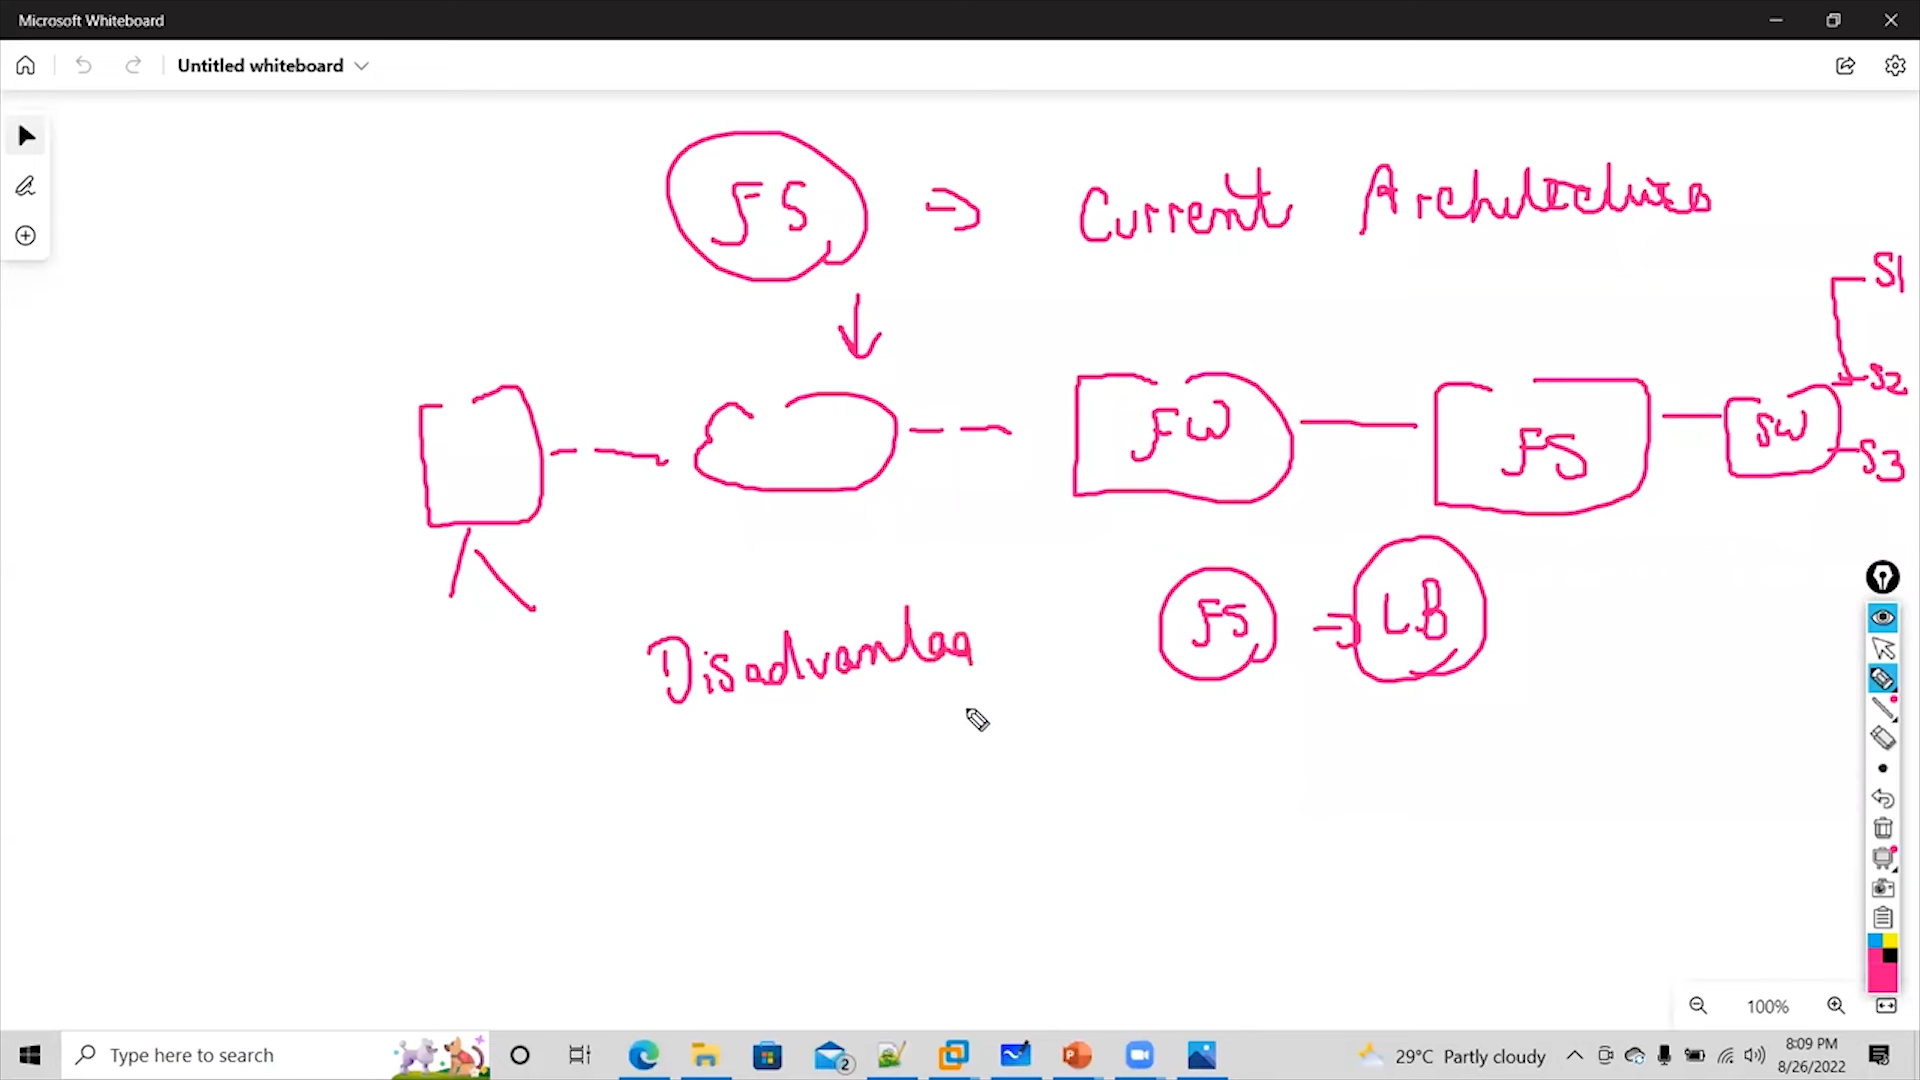 Microsoft Whiteboard
Untitled whiteboard
FS → Current Architecture
S1
S2
FW
FS
SW
S3
FS → LB
Disadvantag
100%
Type here to search
2
29°C Partly cloudy
8:09 PM
8/26/2022